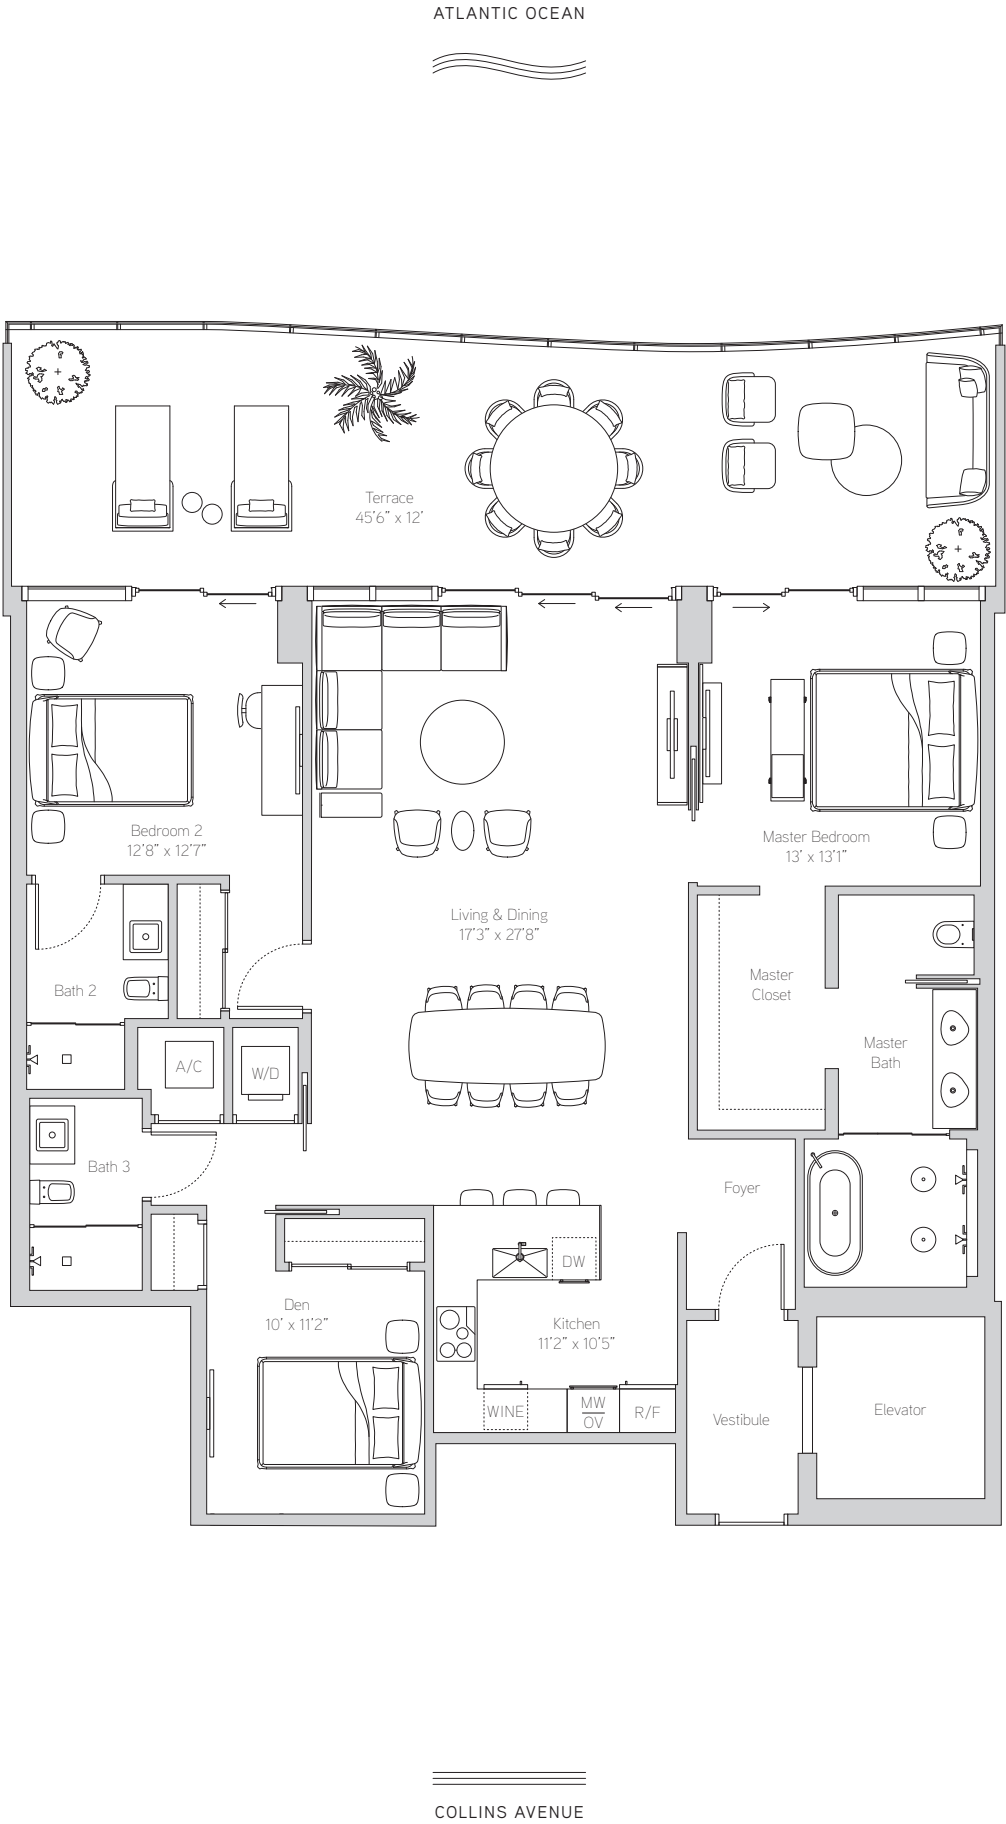 ATLANTIC OCEAN
Terrace
45'6" x 12'
Bedroom 2
12'8" x 12'7"
Master Bedroom
13' x 13'1"
Living & Dining
17'3" x 27'8"
Master
Closet
Bath 2
Master
Bath
A/C
W/D
Bath 3
Foyer
DW
Den
10' x 11'2"
Kitchen
11'2" x 10'5"
WINE
MW
OV
R/F
Vestibule
Elevator
COLLINS AVENUE